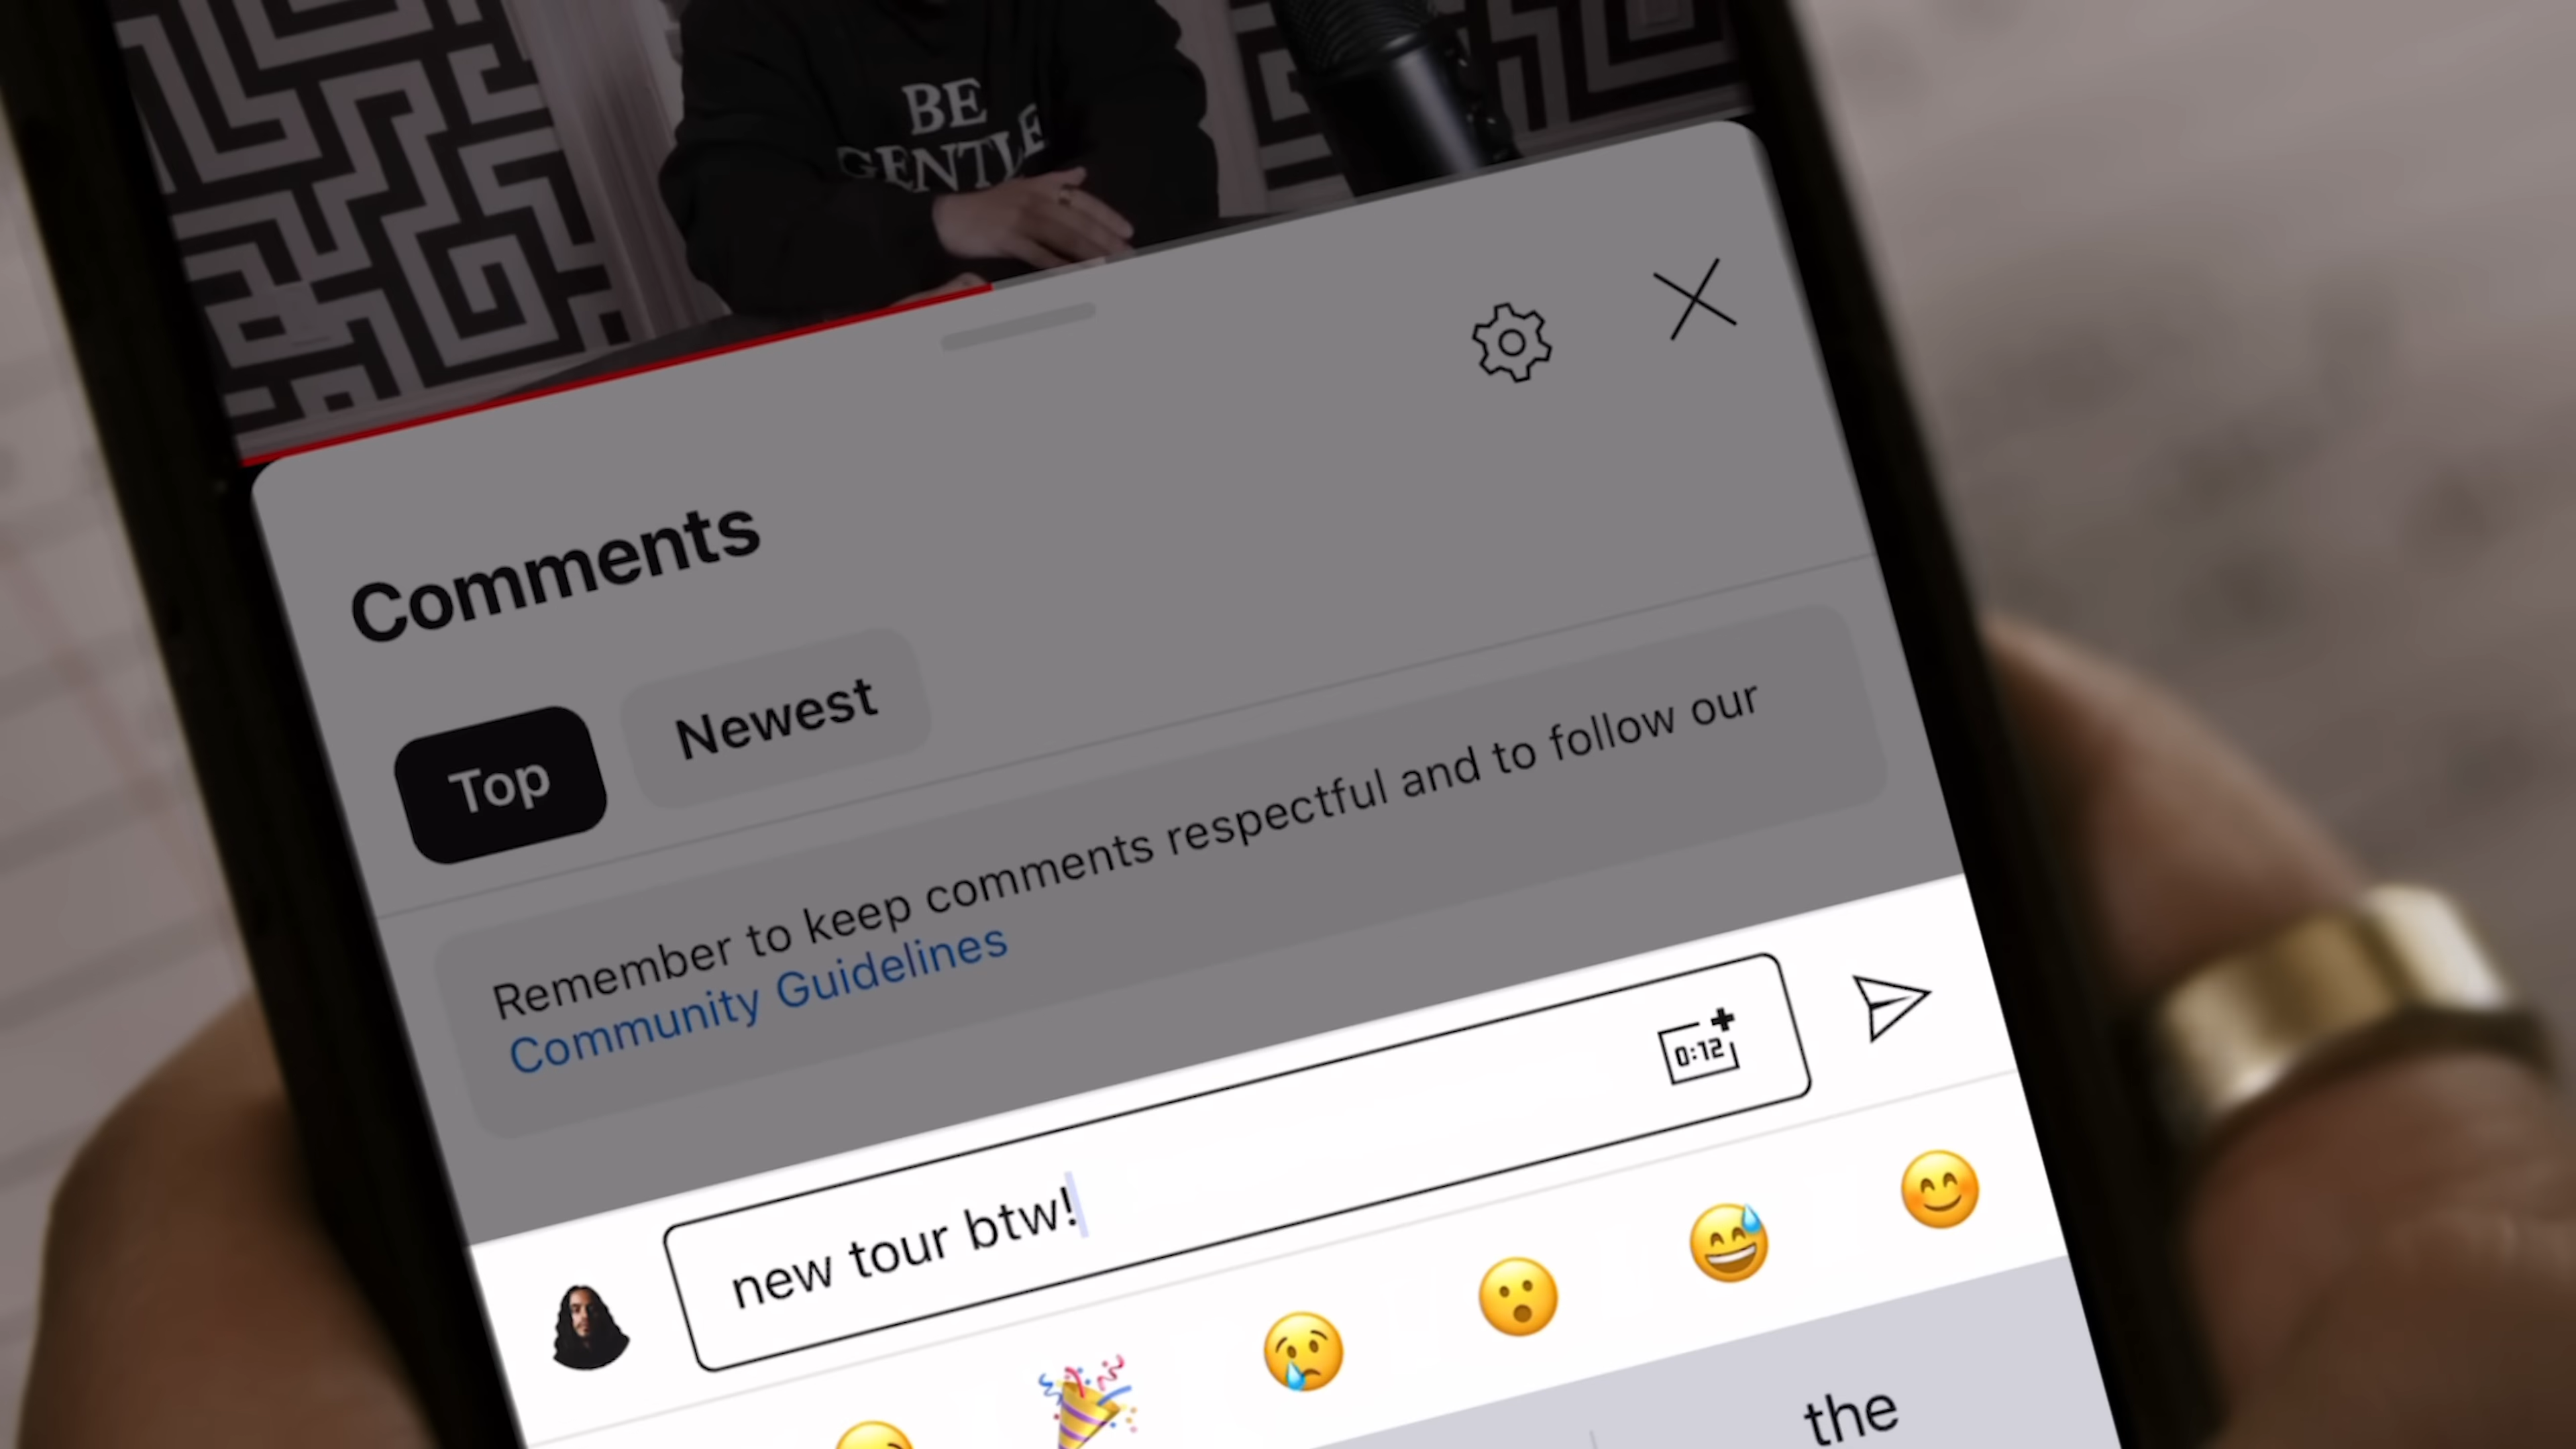 BE
GENTLE
Comments
Top
Newest
Remember to keep comments respectful and to follow our
Community Guidelines
0:12
new tour btw!
the